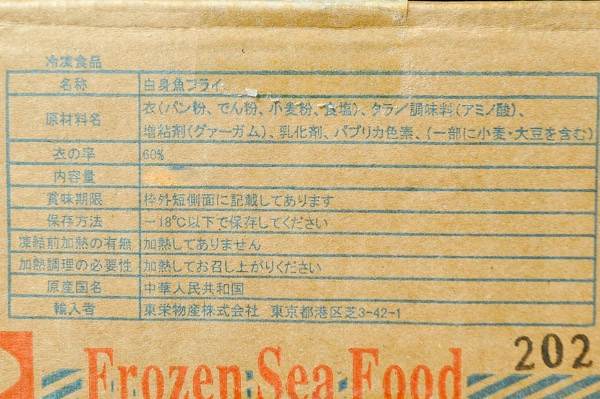 冷凍食品
名称 白身魚フライ
原材料名 衣(パン粉、でん粉、小麦粉、食塩)、タラ/調味料(アミノ酸)、
増粘剤(グァーガム)、乳化剤、パプリカ色素、(一部に小麦・大豆を含む)
衣の率 60%
内容量
賞味期限 枠外短側面に記載してあります
保存方法 -18℃以下で保存してください
凍結前加熱の有無 加熱してありません
加熱調理の必要性 加熱してお召し上がりください
原産国名 中華人民共和国
輸入者 東栄物産株式会社 東京都港区芝3-42-1
Frozen Sea Food
202